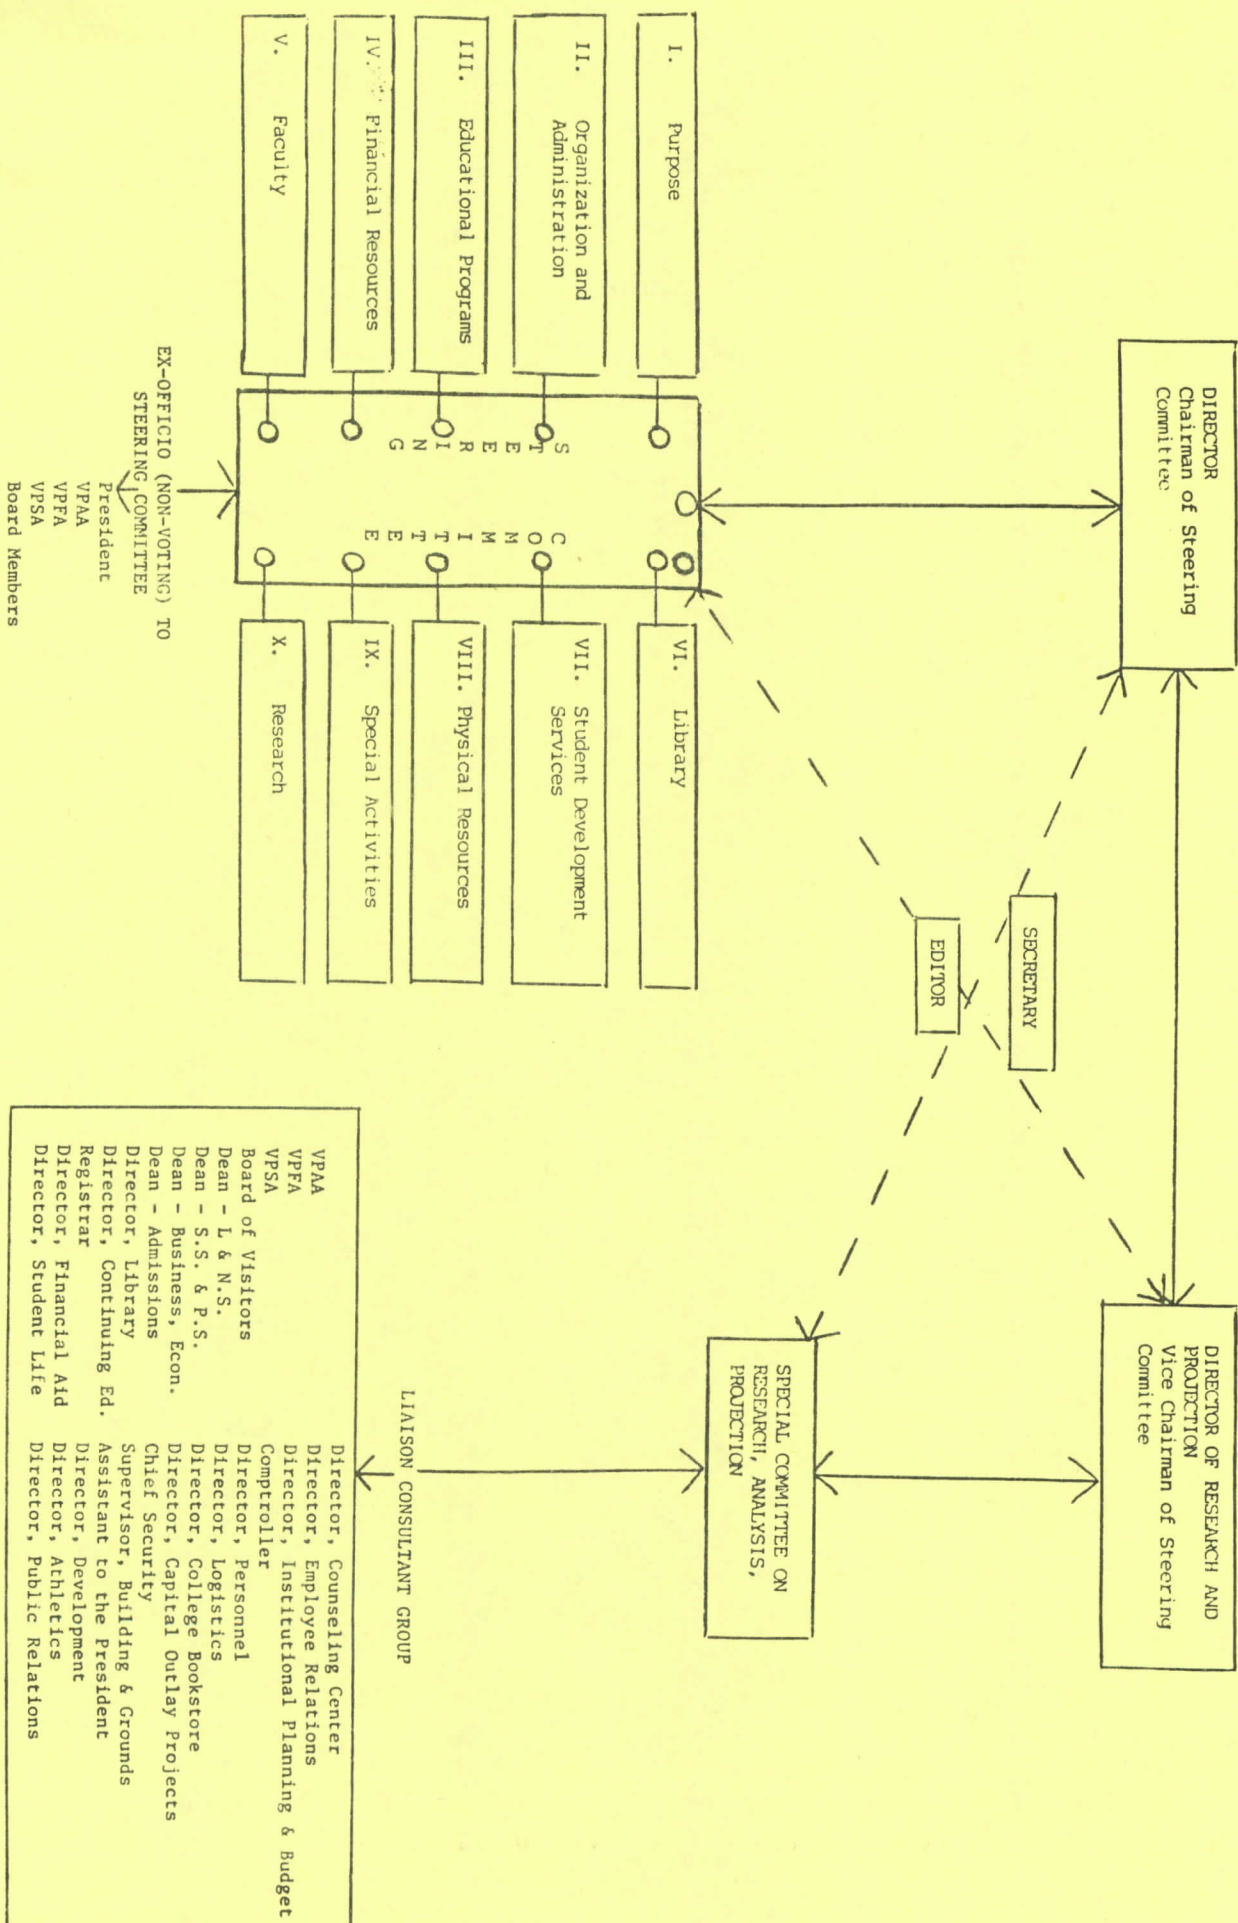 DIRECTOR
Chairman of Steering
Committee
DIRECTOR OF RESEARCH AND
PROJECTION
Vice Chairman of Steering
Committee
SECRETARY
EDITOR
SPECIAL COMMITTEE ON
RESEARCH, ANALYSIS,
PROJECTION
I. Purpose
II. Organization and
Administration
III. Educational Programs
IV. Financial Resources
V. Faculty
STEERING
COMMITTEE
VI. Library
VII. Student Development
Services
VIII. Physical Resources
IX. Special Activities
X. Research
EX-OFFICIO (NON-VOTING) TO
STEERING COMMITTEE
President
VPAA
VPFA
VPSA
Board Members
LIAISON CONSULTANT GROUP
VPAA
VPFA
VPSA
Board of Visitors
Dean - L & N.S.
Dean - S.S. & P.S.
Dean - Business, Econ.
Dean - Admissions
Director, Library
Director, Continuing Ed.
Registrar
Director, Financial Aid
Director, Student Life
Director, Counseling Center
Director, Employee Relations
Director, Institutional Planning & Budget
Comptroller
Director, Personnel
Director, Logistics
Director, College Bookstore
Director, Capital Outlay Projects
Chief Security
Supervisor, Building & Grounds
Assistant to the President
Director, Development
Director, Athletics
Director, Public Relations